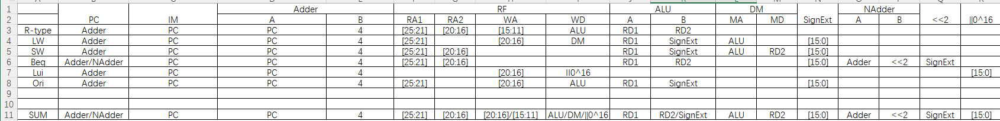 1 Adder RF ALU DM NAdder
2 PC IM A B RA1 RA2 WA WD A B MA MD SignExt A B <<2 ||0^16
3 R-type Adder PC PC 4 [25:21] [20:16] [15:11] ALU RD1 RD2
4 LW Adder PC PC 4 [25:21] [20:16] DM RD1 SignExt ALU [15:0]
5 SW Adder PC PC 4 [25:21] [20:16] RD1 SignExt ALU RD2 [15:0]
6 Beq Adder/NAdder PC PC 4 [25:21] [20:16] RD1 RD2 [15:0] Adder <<2 SignExt
7 Lui Adder PC PC 4 [20:16] ||0^16 [15:0]
8 Ori Adder PC PC 4 [25:21] [20:16] ALU RD1 SignExt [15:0]
9
10
11 SUM Adder/NAdder PC PC 4 [25:21] [20:16] [20:16]/[15:11] ALU/DM/||0^16 RD1 RD2/SignExt ALU RD2 [15:0] Adder <<2 SignExt [15:0]